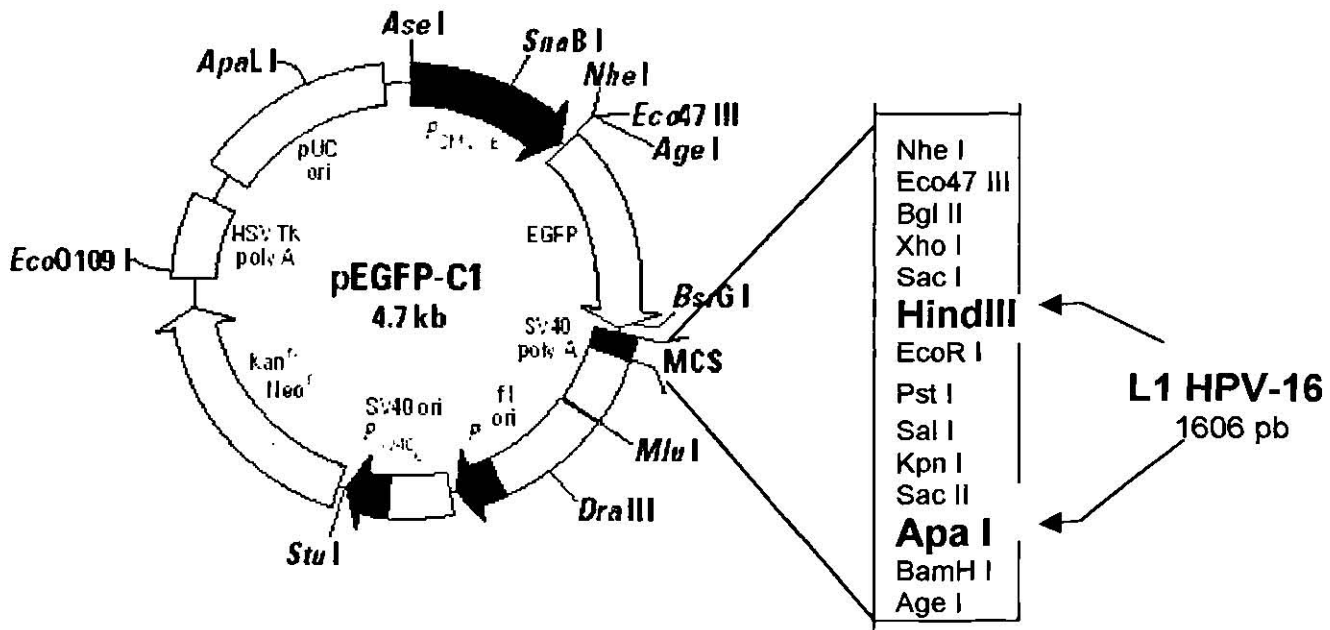 Ase I
SnaB I
ApaL I
Nhe I
Eco47 III
Age I
pUC
ori
HSV TK
poly A
EcoO109 I
EGFP
pEGFP-C1
4.7 kb
BsrG I
SV40
poly A
MCS
Kanr
Neor
SV40 ori
f1
ori
P
Mlu I
Dra III
Stu I
Nhe I
Eco47 III
Bgl II
Xho I
Sac I
HindIII
EcoR I
Pst I
Sal I
Kpn I
Sac II
Apa I
BamH I
Age I
L1 HPV-16
1606 pb